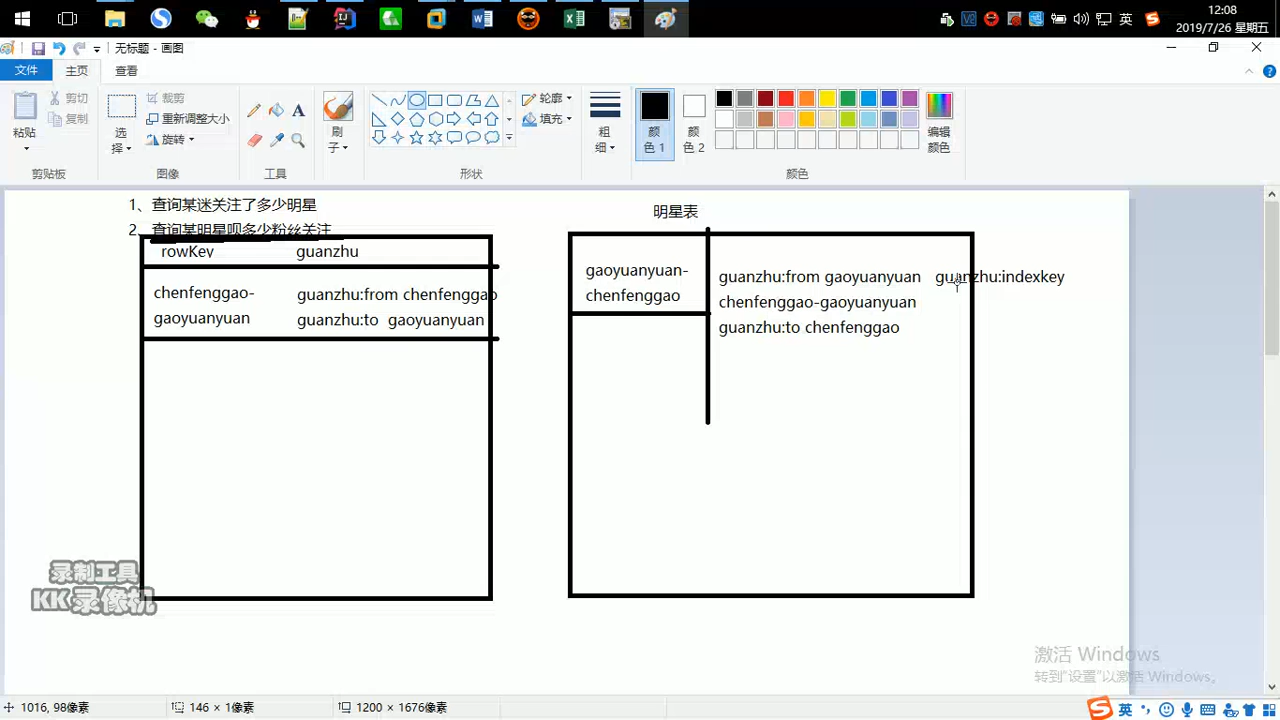 英
12:08
2019/7/26 星期五
无标题 - 画图
文件 主页 查看
粘贴
剪切
复制
剪贴板
选择
裁剪
重新调整大小
旋转
图像
A
工具
刷子
轮廓
填充
形状
粗细
颜色 1
颜色 2
编辑颜色
颜色
1、查询某迷关注了多少明星
2、查询某明星呗多少粉丝关注
rowKey guanzhu
chenfenggao-
gaoyuanyuan
guanzhu:from chenfenggao
guanzhu:to gaoyuanyuan
明星表
gaoyuanyuan-
chenfenggao
guanzhu:from gaoyuanyuan guanzhu:indexkey
chenfenggao-gaoyuanyuan
guanzhu:to chenfenggao
录制工具
KK录像机
激活 Windows
转到"设置"以激活 Windows。
1016, 98像素
146 × 1像素
1200 × 1576像素
英